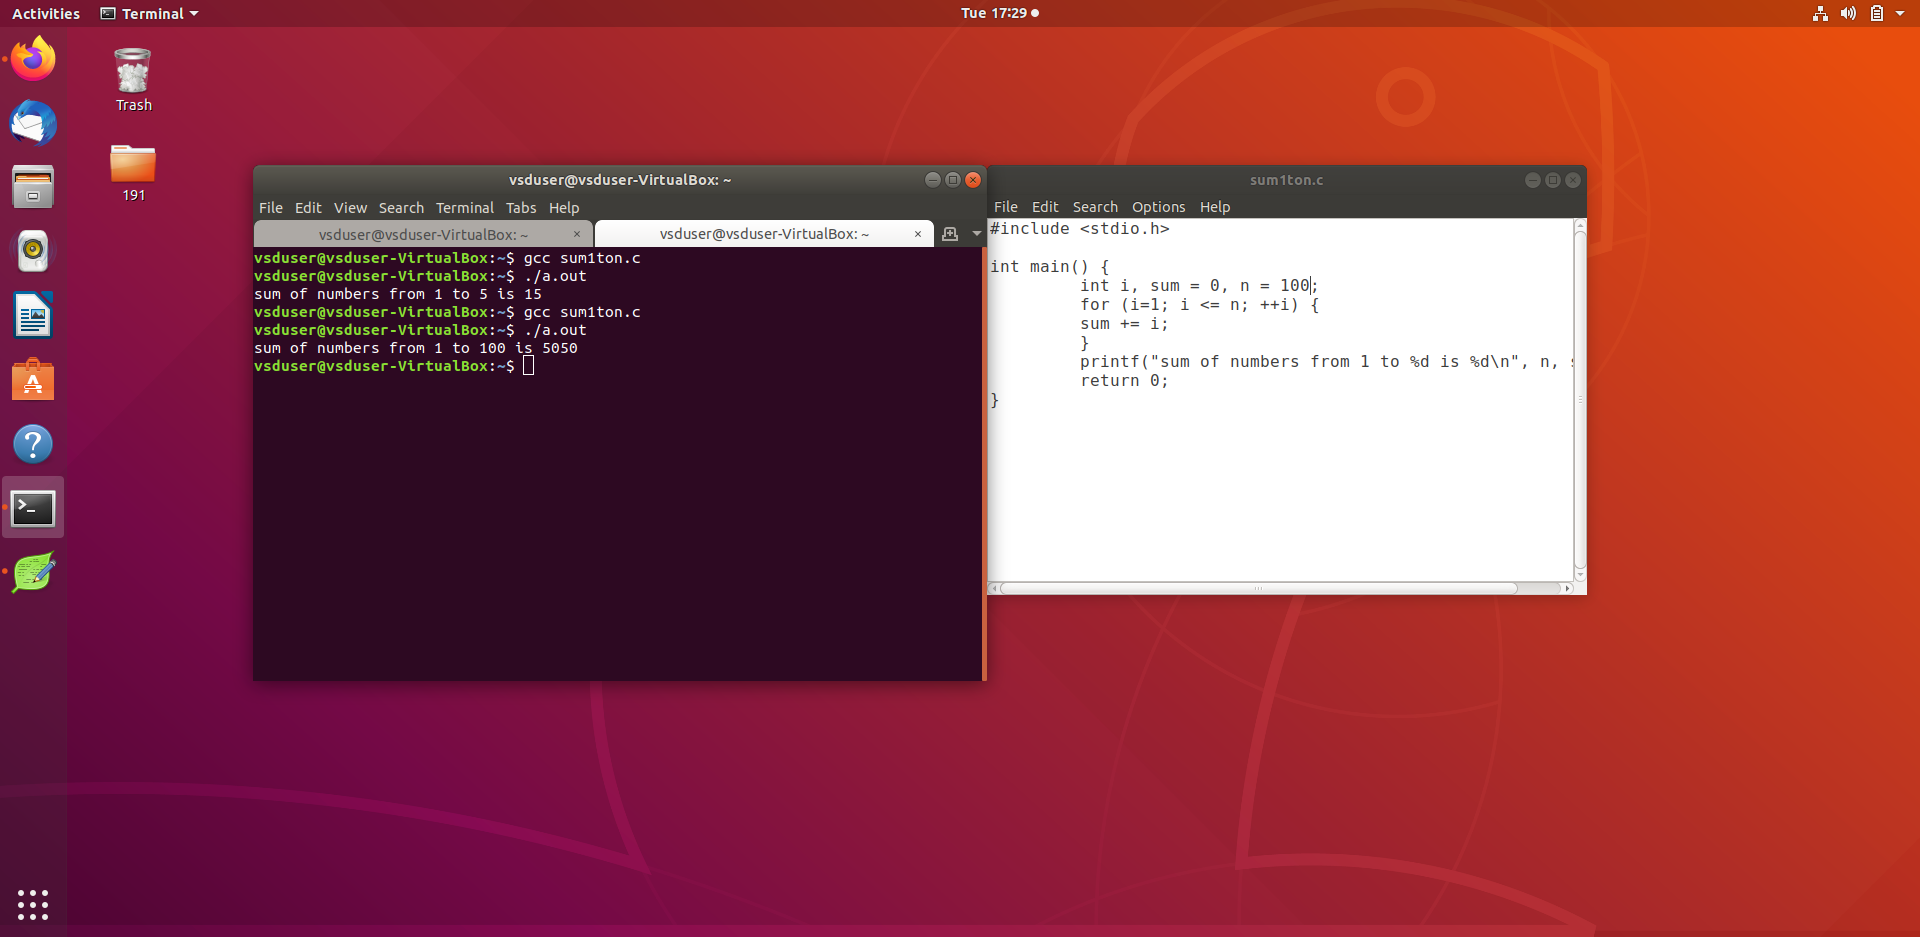 Activities Terminal Tue 17:29
Trash
191
vsduser@vsduser-VirtualBox: ~
File Edit View Search Terminal Tabs Help
vsduser@vsduser-VirtualBox: ~ × vsduser@vsduser-VirtualBox: ~ ×
vsduser@vsduser-VirtualBox:~$ gcc sum1ton.c
vsduser@vsduser-VirtualBox:~$ ./a.out
sum of numbers from 1 to 5 is 15
vsduser@vsduser-VirtualBox:~$ gcc sum1ton.c
vsduser@vsduser-VirtualBox:~$ ./a.out
sum of numbers from 1 to 100 is 5050
vsduser@vsduser-VirtualBox:~$
sum1ton.c
File Edit Search Options Help
#include <stdio.h>
int main() {
int i, sum = 0, n = 100;
for (i=1; i <= n; ++i) {
sum += i;
}
printf("sum of numbers from 1 to %d is %d\n", n,
return 0;
}